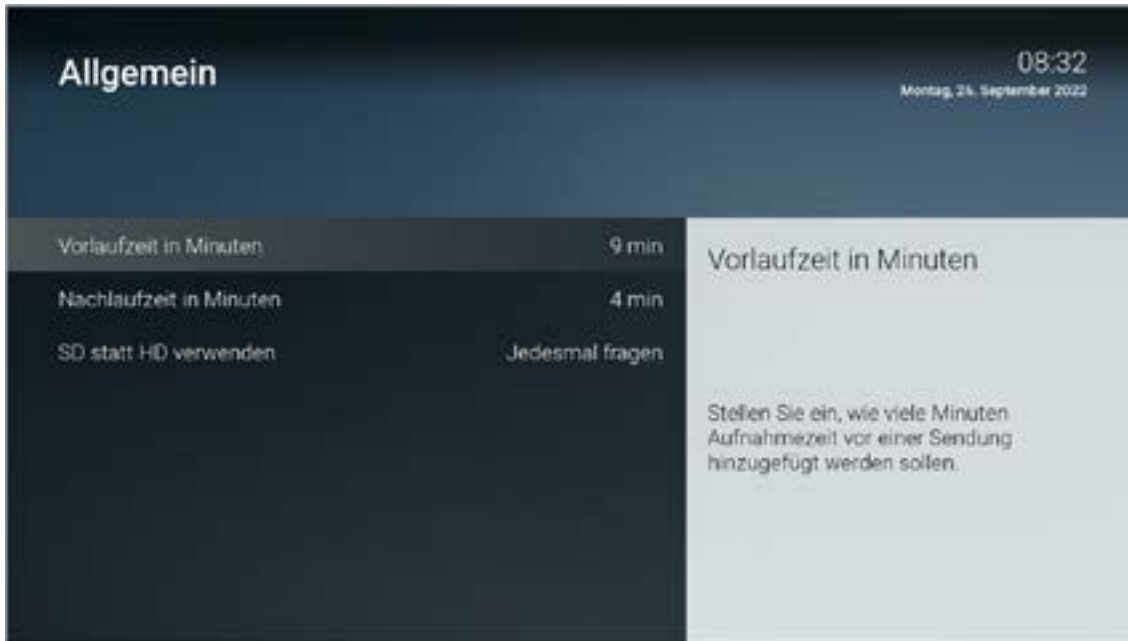 Allgemein
08:32
Montag, 26. September 2022
Vorlaufzeit in Minuten 9 min
Nachlaufzeit in Minuten 4 min
SD statt HD verwenden Jedesmal fragen
Vorlaufzeit in Minuten
Stellen Sie ein, wie viele Minuten
Aufnahmezeit vor einer Sendung
hinzugefügt werden sollen.